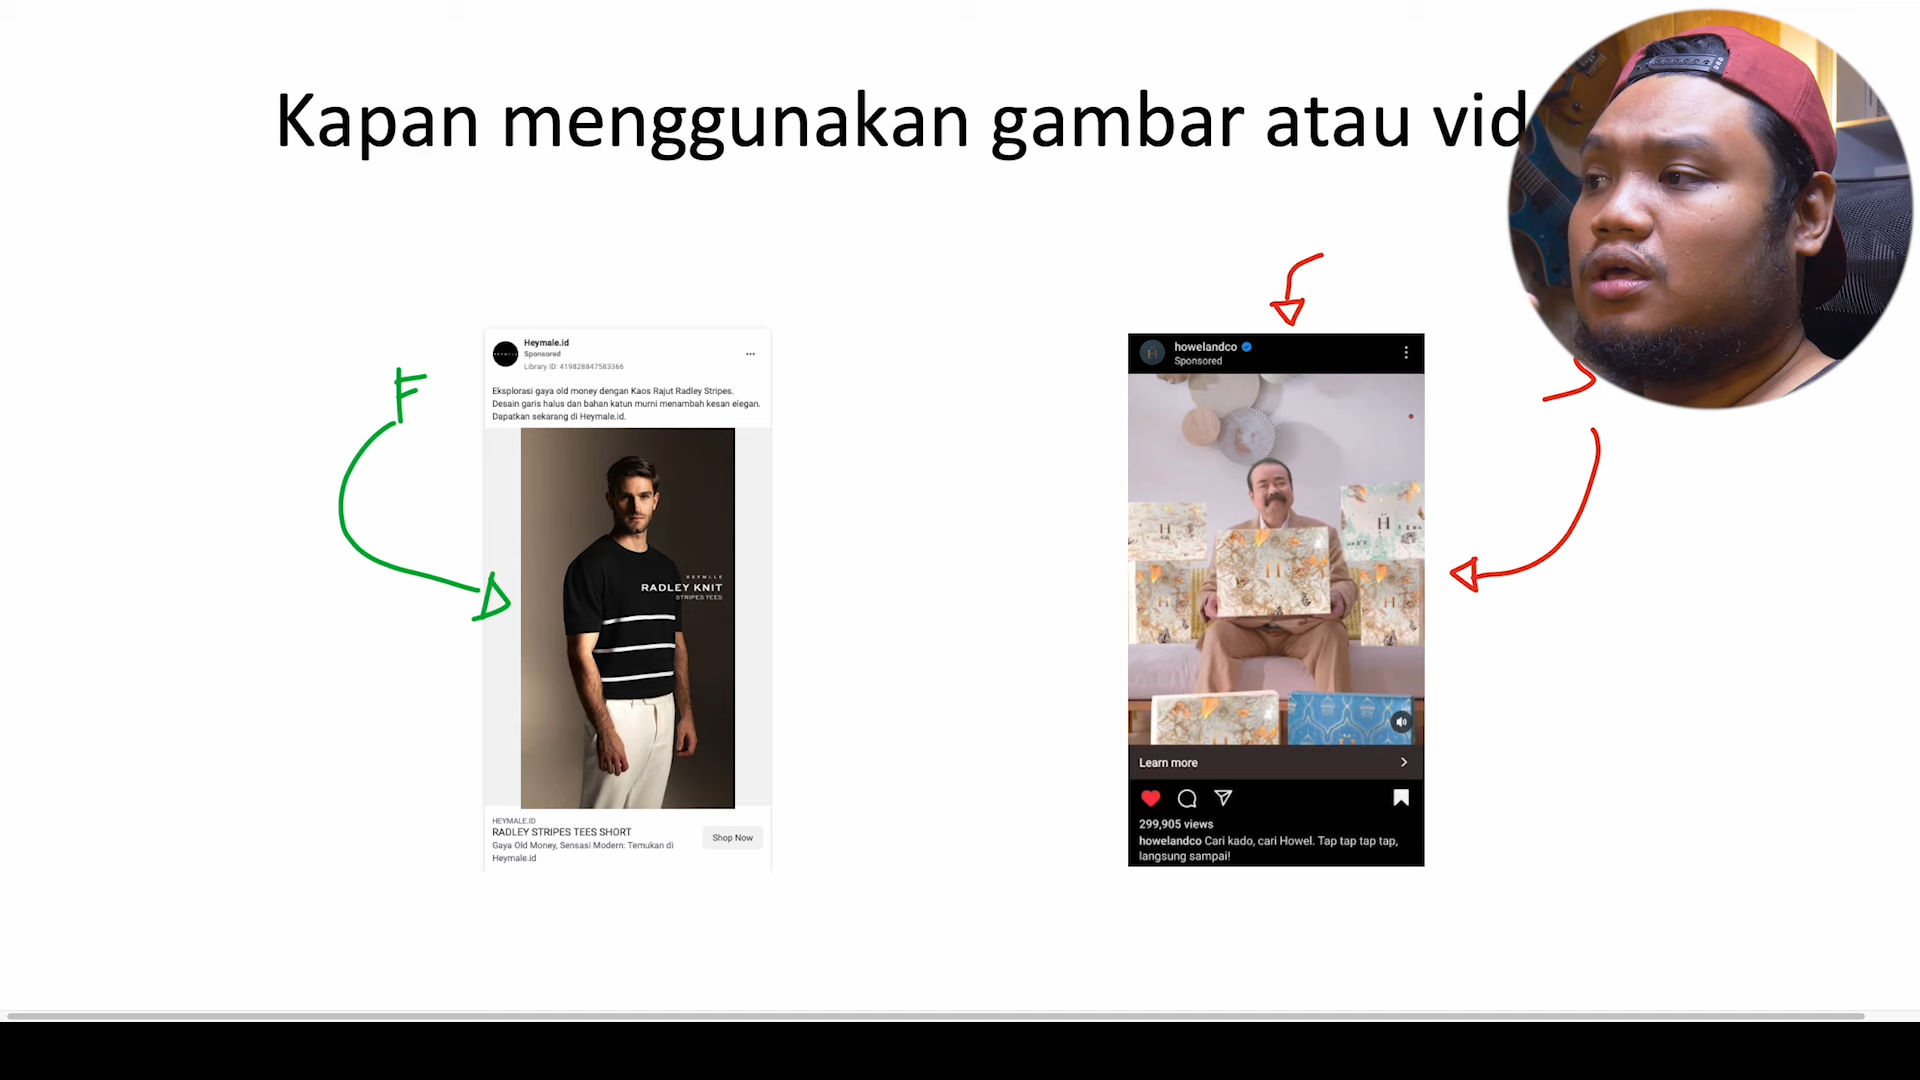 Kapan menggunakan gambar atau vid
F
Heymale.id
Sponsored
Library ID: 419828847583366
Eksplorasi gaya old money dengan Kaos Rajut Radley Stripes.
Desain garis halus dan bahan katun murni menambah kesan elegan.
Dapatkan sekarang di Heymale.id.
HEYMALE
RADLEY KNIT
STRIPES TEES
HEYMALE.ID
RADLEY STRIPES TEES SHORT
Gaya Old Money, Sensasi Modern: Temukan di
Heymale.id
Shop Now
howelandco
Sponsored
Learn more
299,905 views
howelandco Cari kado, cari Howel. Tap tap tap tap,
langsung sampai!